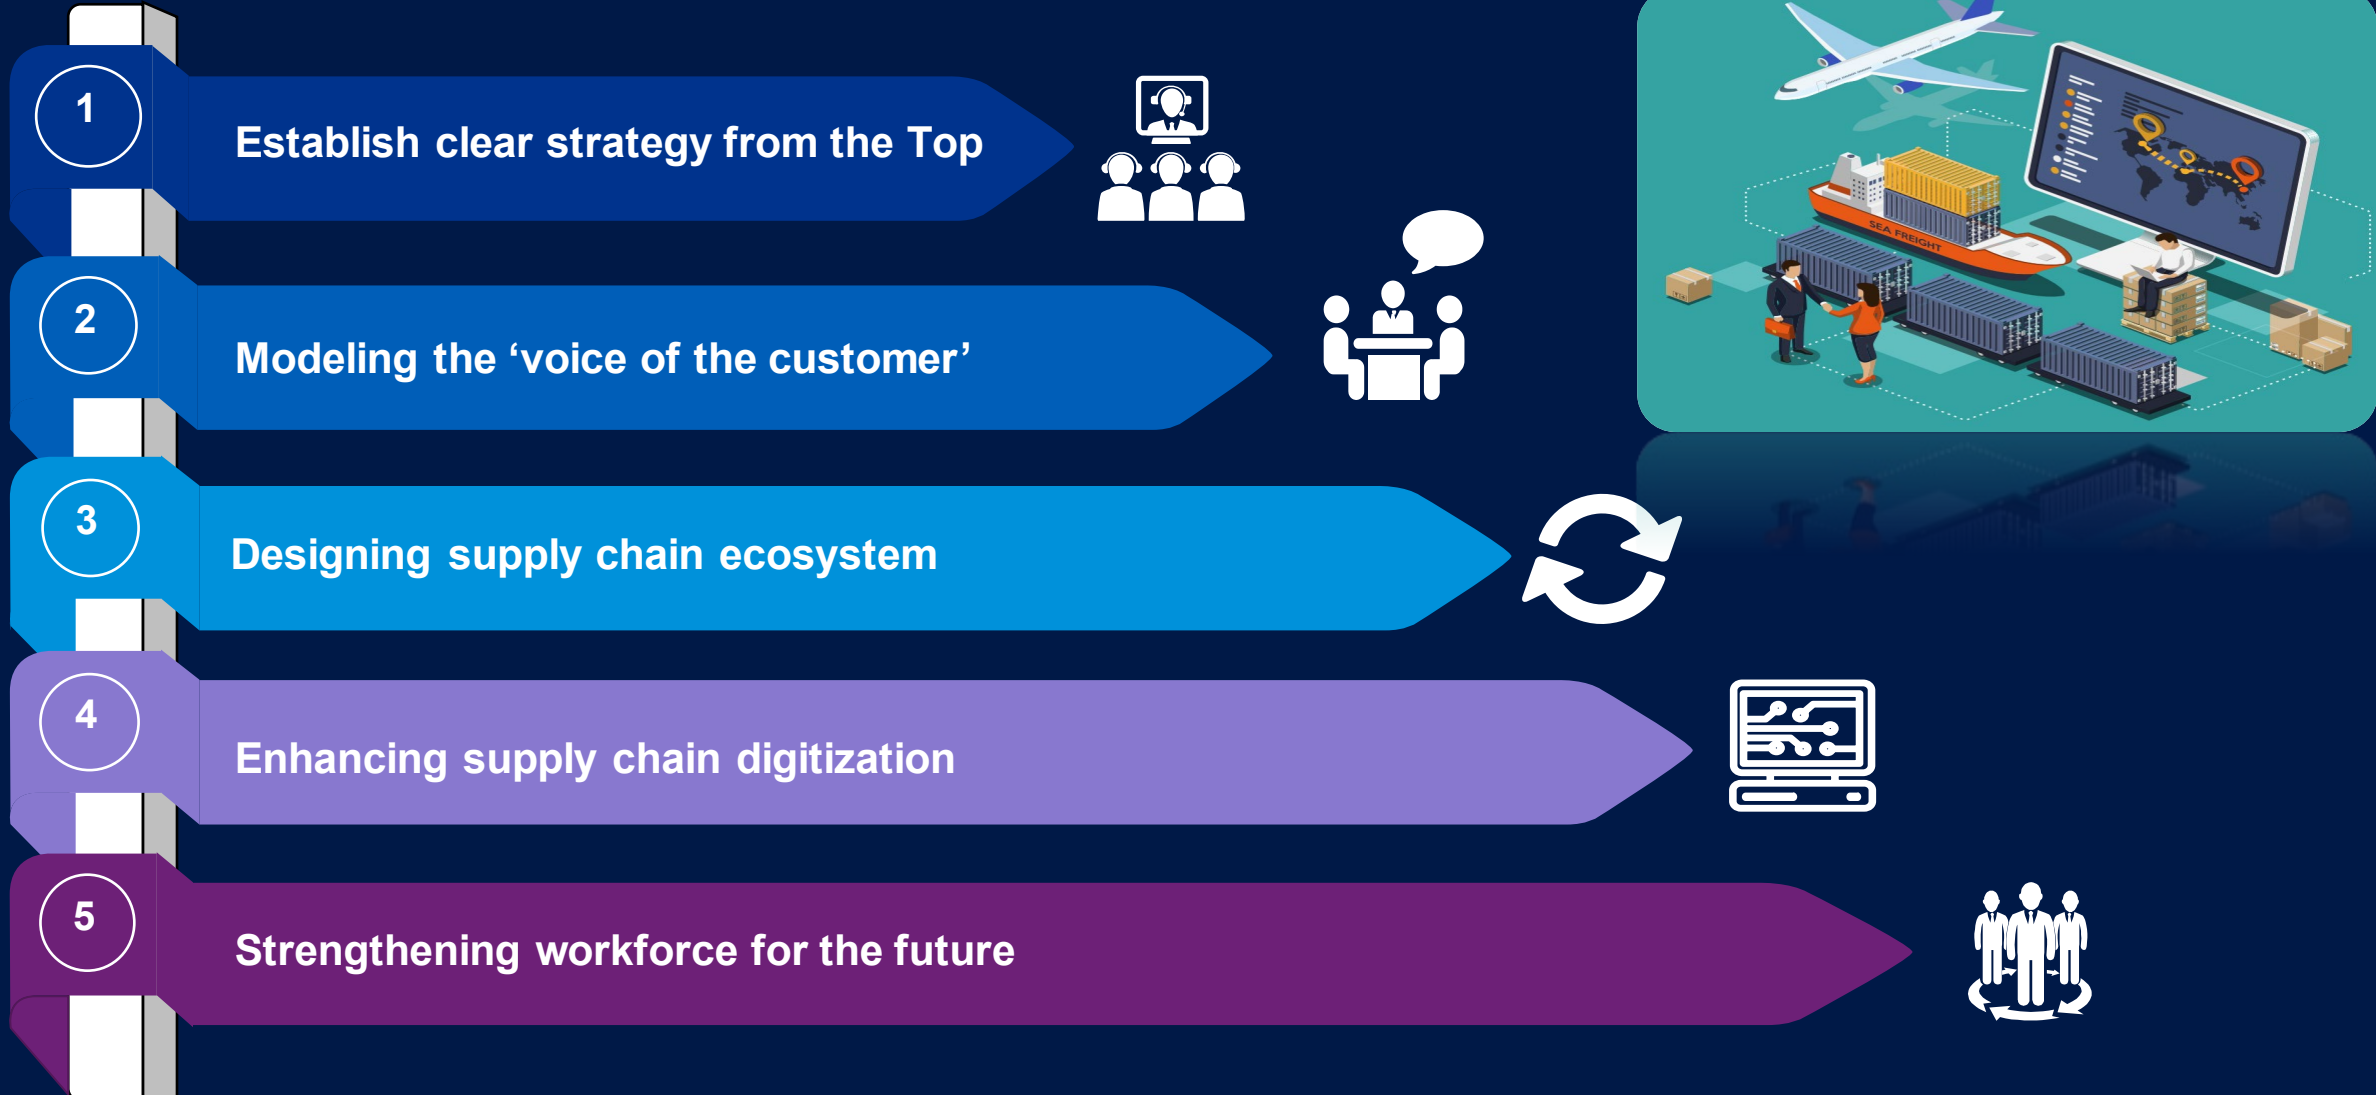 1
Establish clear strategy from the Top
2
Modeling the ‘voice of the customer’
3
Designing supply chain ecosystem
4
Enhancing supply chain digitization
5
Strengthening workforce for the future
SEA FREIGHT